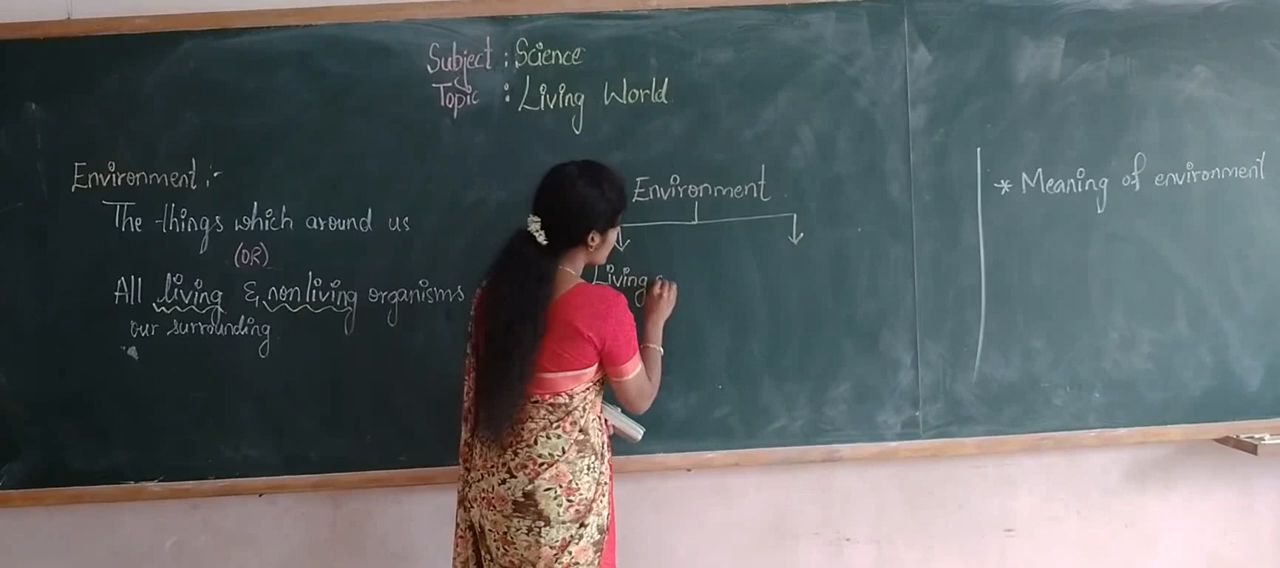 Subject : Science
Topic : Living World
Environment :-
The things which around us
(OR)
All living & nonliving organisms
our surrounding
Environment
Living
* Meaning of environment